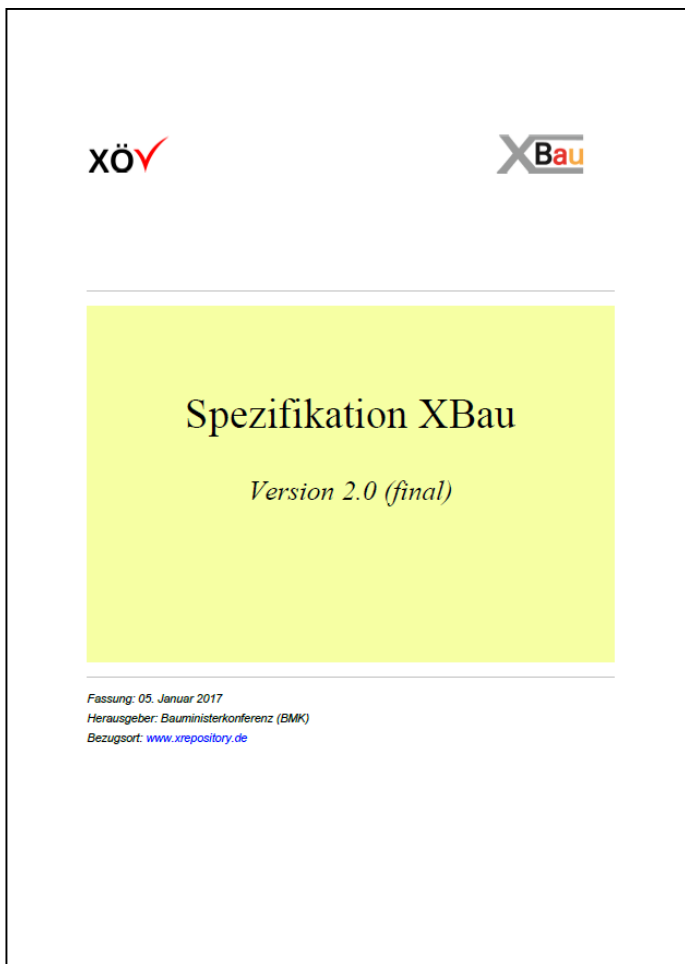 XÖV
XBau
Spezifikation XBau
Version 2.0 (final)
Fassung: 05. Januar 2017
Herausgeber: Bauministerkonferenz (BMK)
Bezugsort: www.xrepository.de